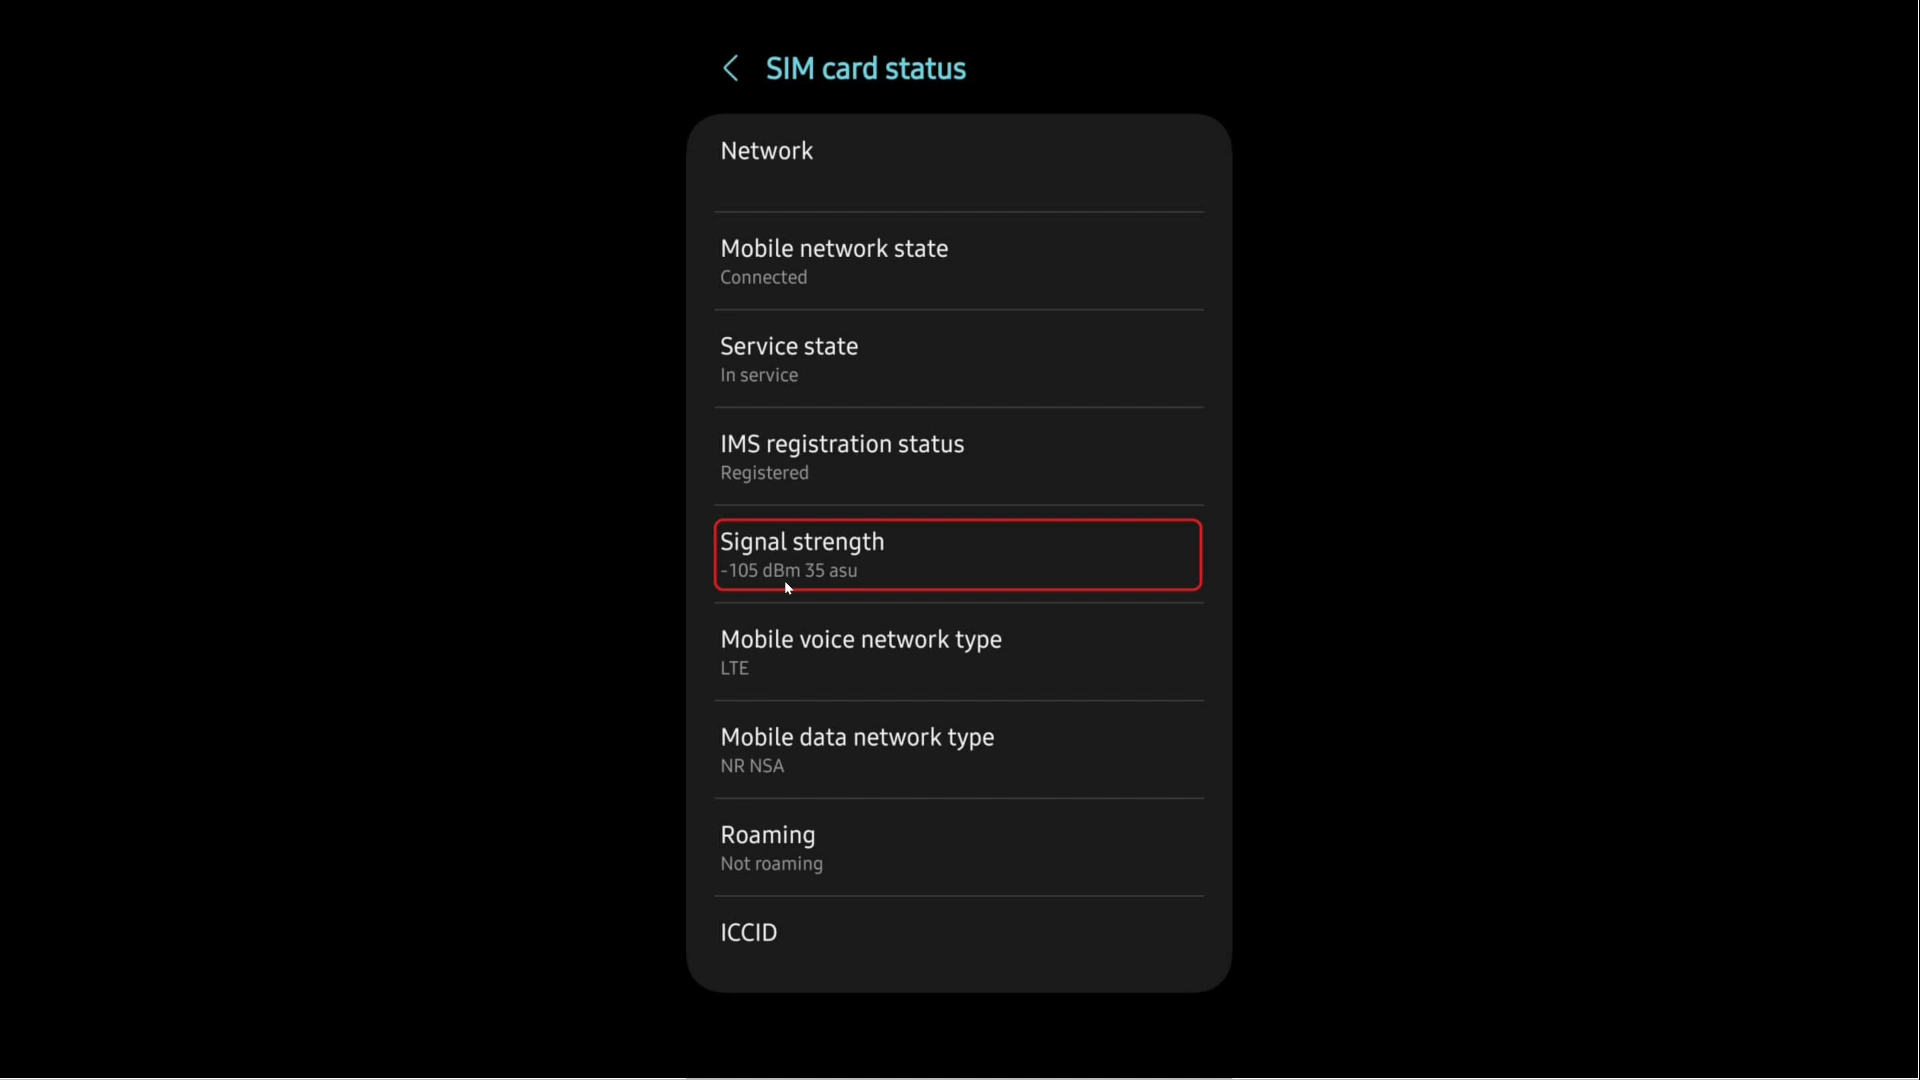 SIM card status
Network
Mobile network state
Connected
Service state
In service
IMS registration status
Registered
Signal strength
-105 dBm 35 asu
Mobile voice network type
LTE
Mobile data network type
NR NSA
Roaming
Not roaming
ICCID